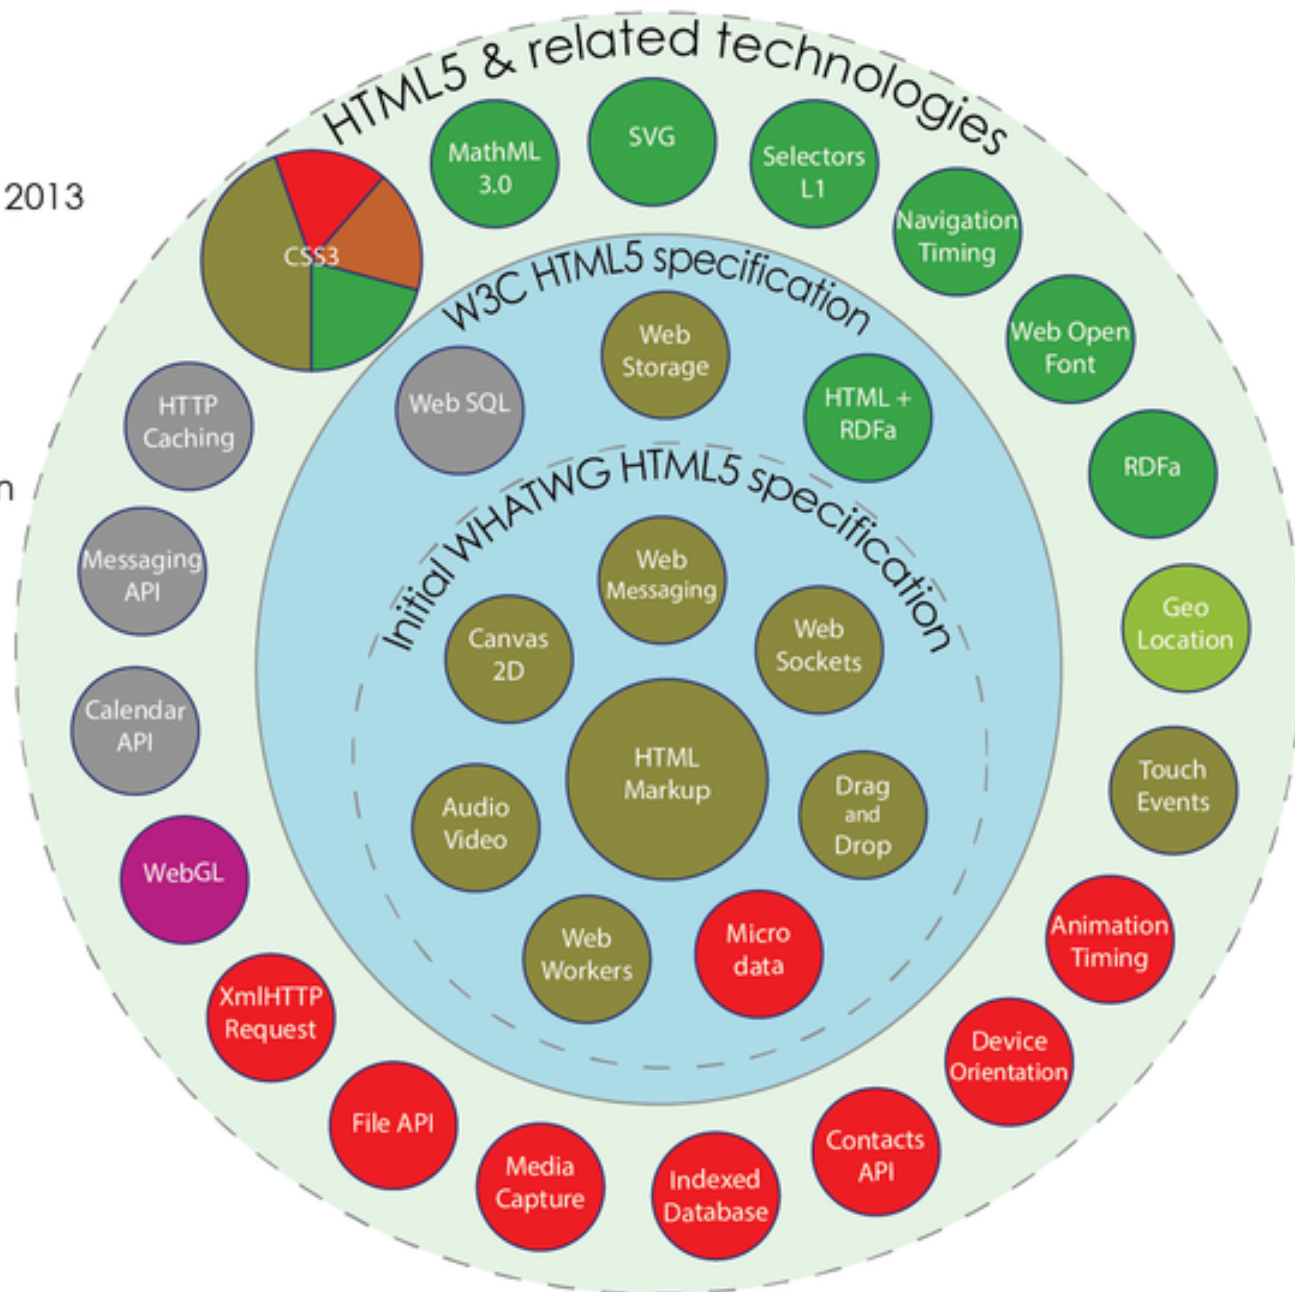 HTML5 & related technologies
2013
MathML
3.0
SVG
Selectors
L1
Navigation
Timing
CSS3
W3C HTML5 specification
Web
Storage
Web Open
Font
Web SQL
HTML +
RDFa
HTTP
Caching
RDFa
n
Initial WHATWG HTML5 specification
Messaging
API
Web
Messaging
Geo
Location
Canvas
2D
Web
Sockets
Calendar
API
HTML
Markup
Touch
Events
Audio
Video
Drag
and
Drop
WebGL
Web
Workers
Micro
data
Animation
Timing
XmlHTTP
Request
Device
Orientation
File API
Contacts
API
Media
Capture
Indexed
Database